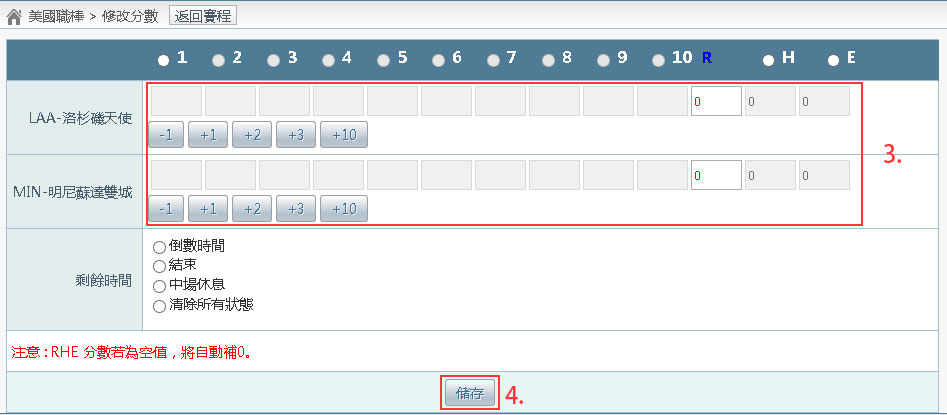 美國職棒 > 修改分數 返回賽程
1 2 3 4 5 6 7 8 9 10 R H E
LAA-洛杉磯天使 0 0 0
-1 +1 +2 +3 +10
3.
MIN-明尼蘇達雙城 0 0 0
-1 +1 +2 +3 +10
剩餘時間
倒數時間
結束
中場休息
清除所有狀態
注意 : RHE 分數若為空值 , 將自動補0。
儲存 4.